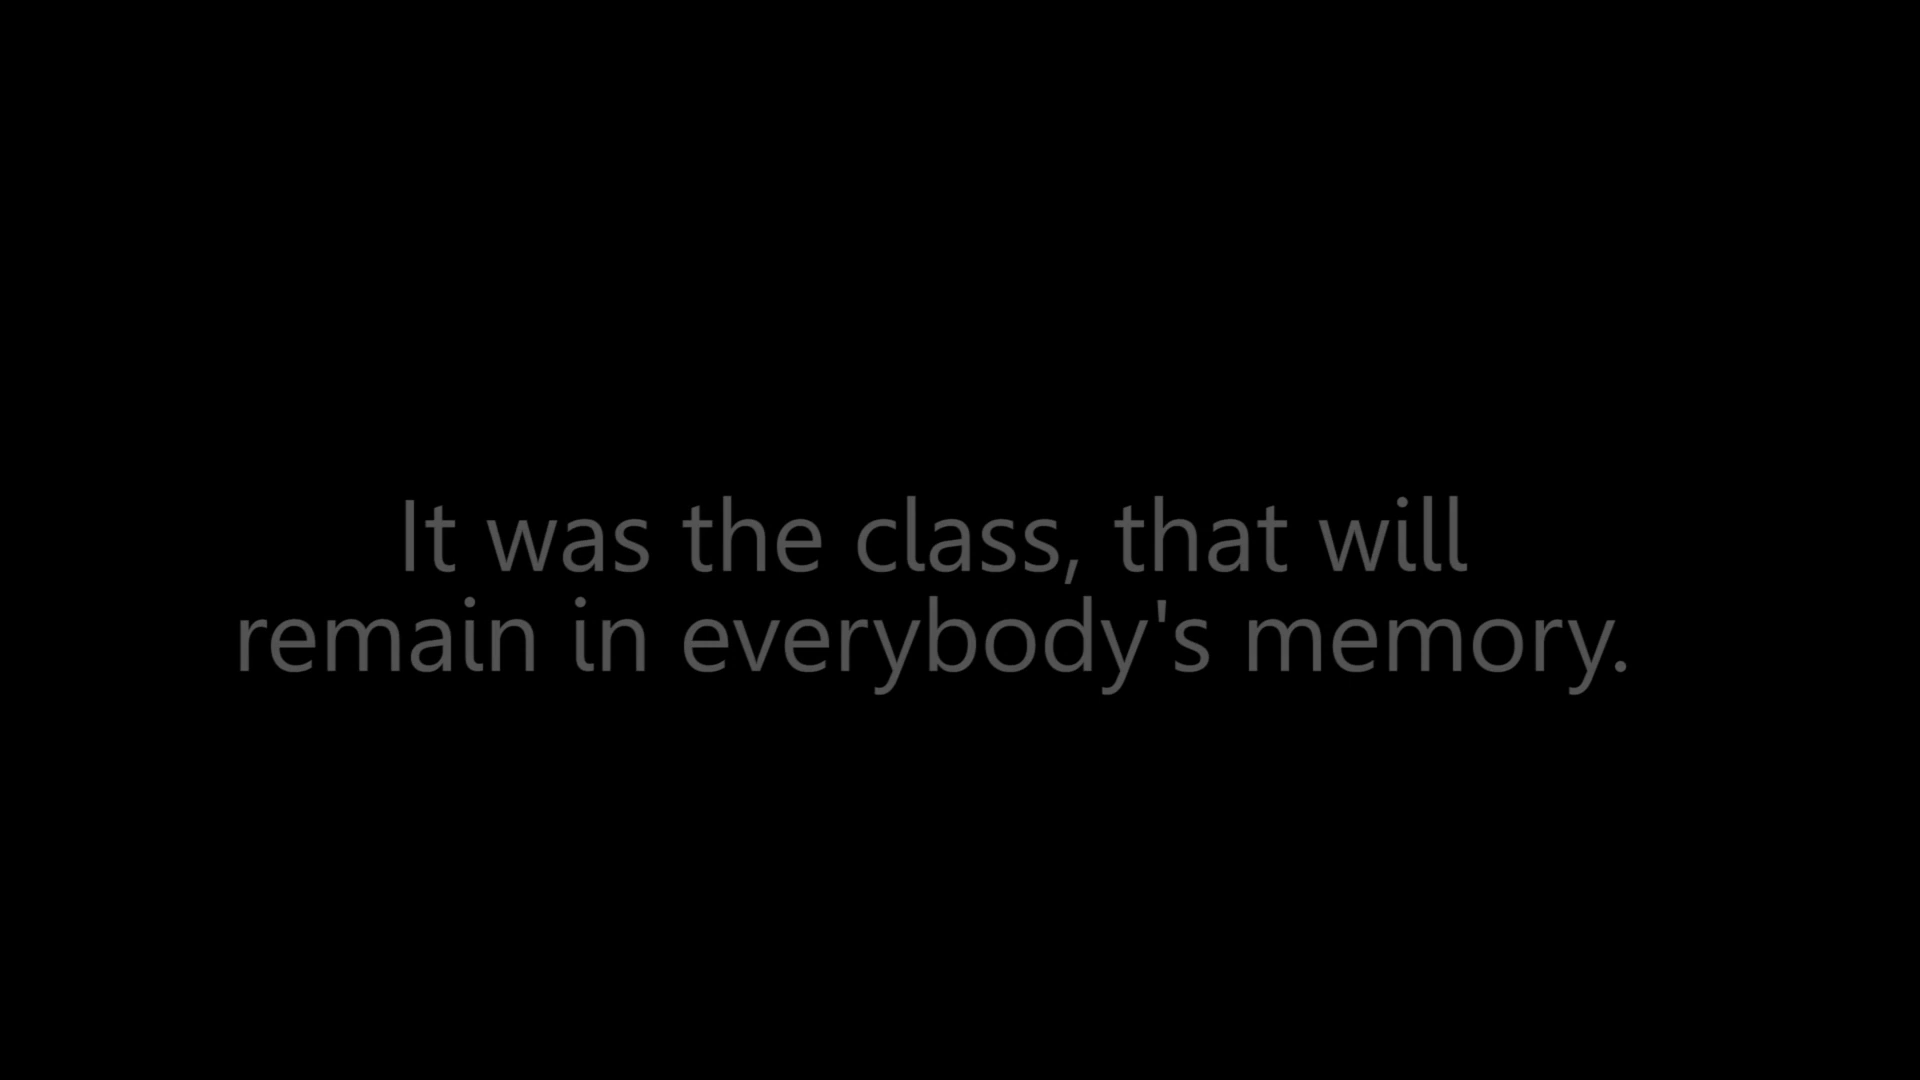 It was the class, that will
remain in everybody's memory.